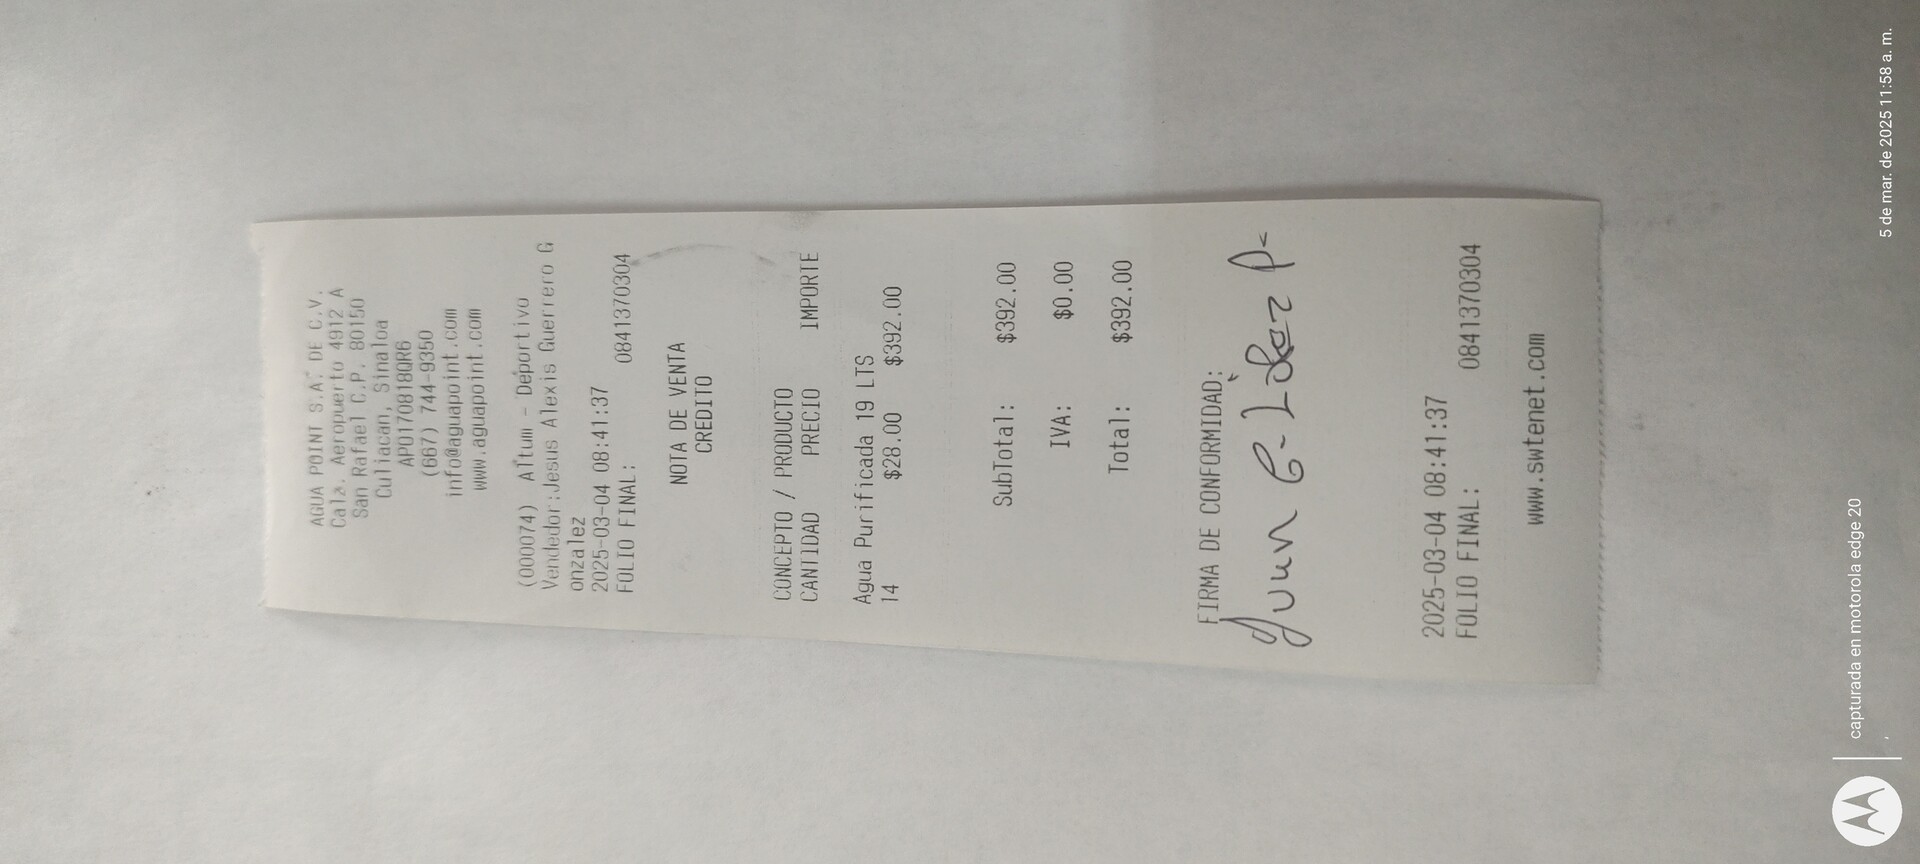 AGUA POINT S.A. DE C.V.
Calz. Aeropuerto 4912 A
San Rafael C.P. 80150
Culiacan, Sinaloa
APO170818QR6
(667) 744-9350
info@aguapoint.com
www.aguapoint.com
(000074) Altum - Deportivo
Vendedor:Jesus Alexis Guerrero G
onzalez
2025-03-04 08:41:37
FOLIO FINAL: 0841370304
NOTA DE VENTA
CREDITO
CONCEPTO / PRODUCTO
CANTIDAD PRECIO IMPORTE
Agua Purificada 19 LTS
14 $28.00 $392.00
SubTotal: $392.00
IVA: $0.00
Total: $392.00
FIRMA DE CONFORMIDAD:
Juan G. López P.
2025-03-04 08:41:37
FOLIO FINAL: 0841370304
www.swtenet.com
capturada en motorola edge 20
5 de mar. de 2025 11:58 a. m.